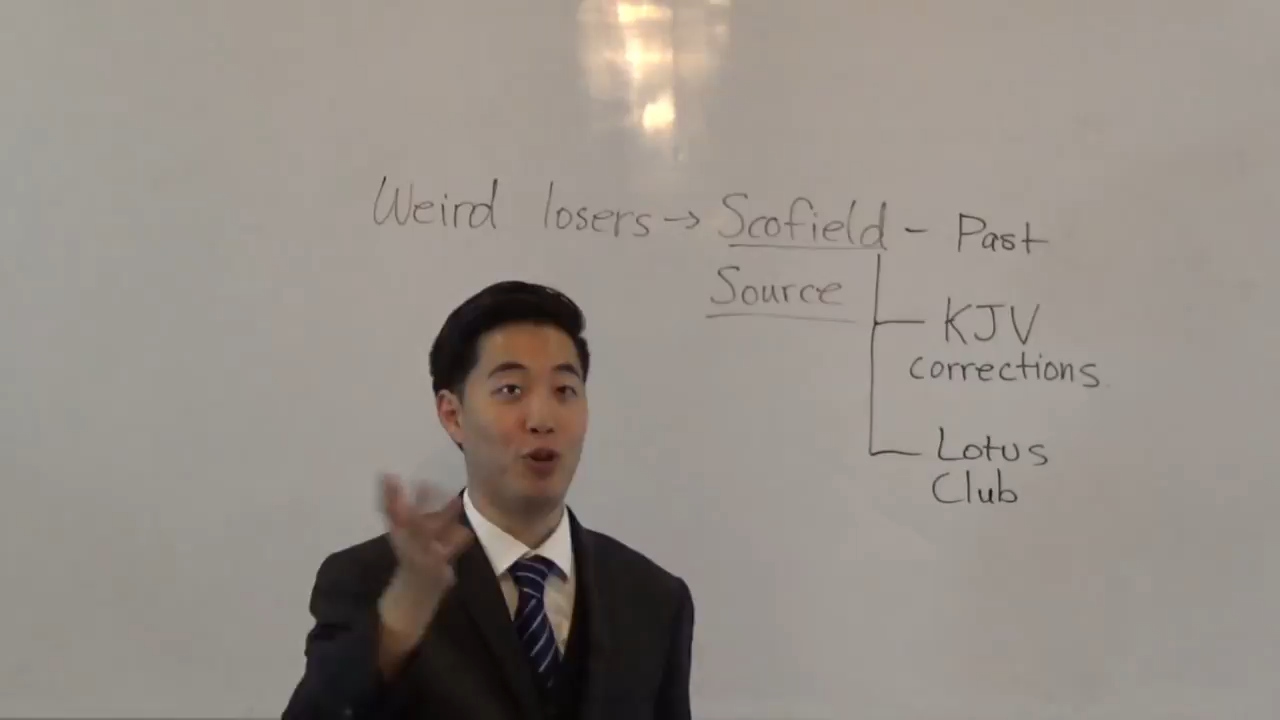 Weird losers → Scofield - Past
Source
KJV
corrections
Lotus
Club